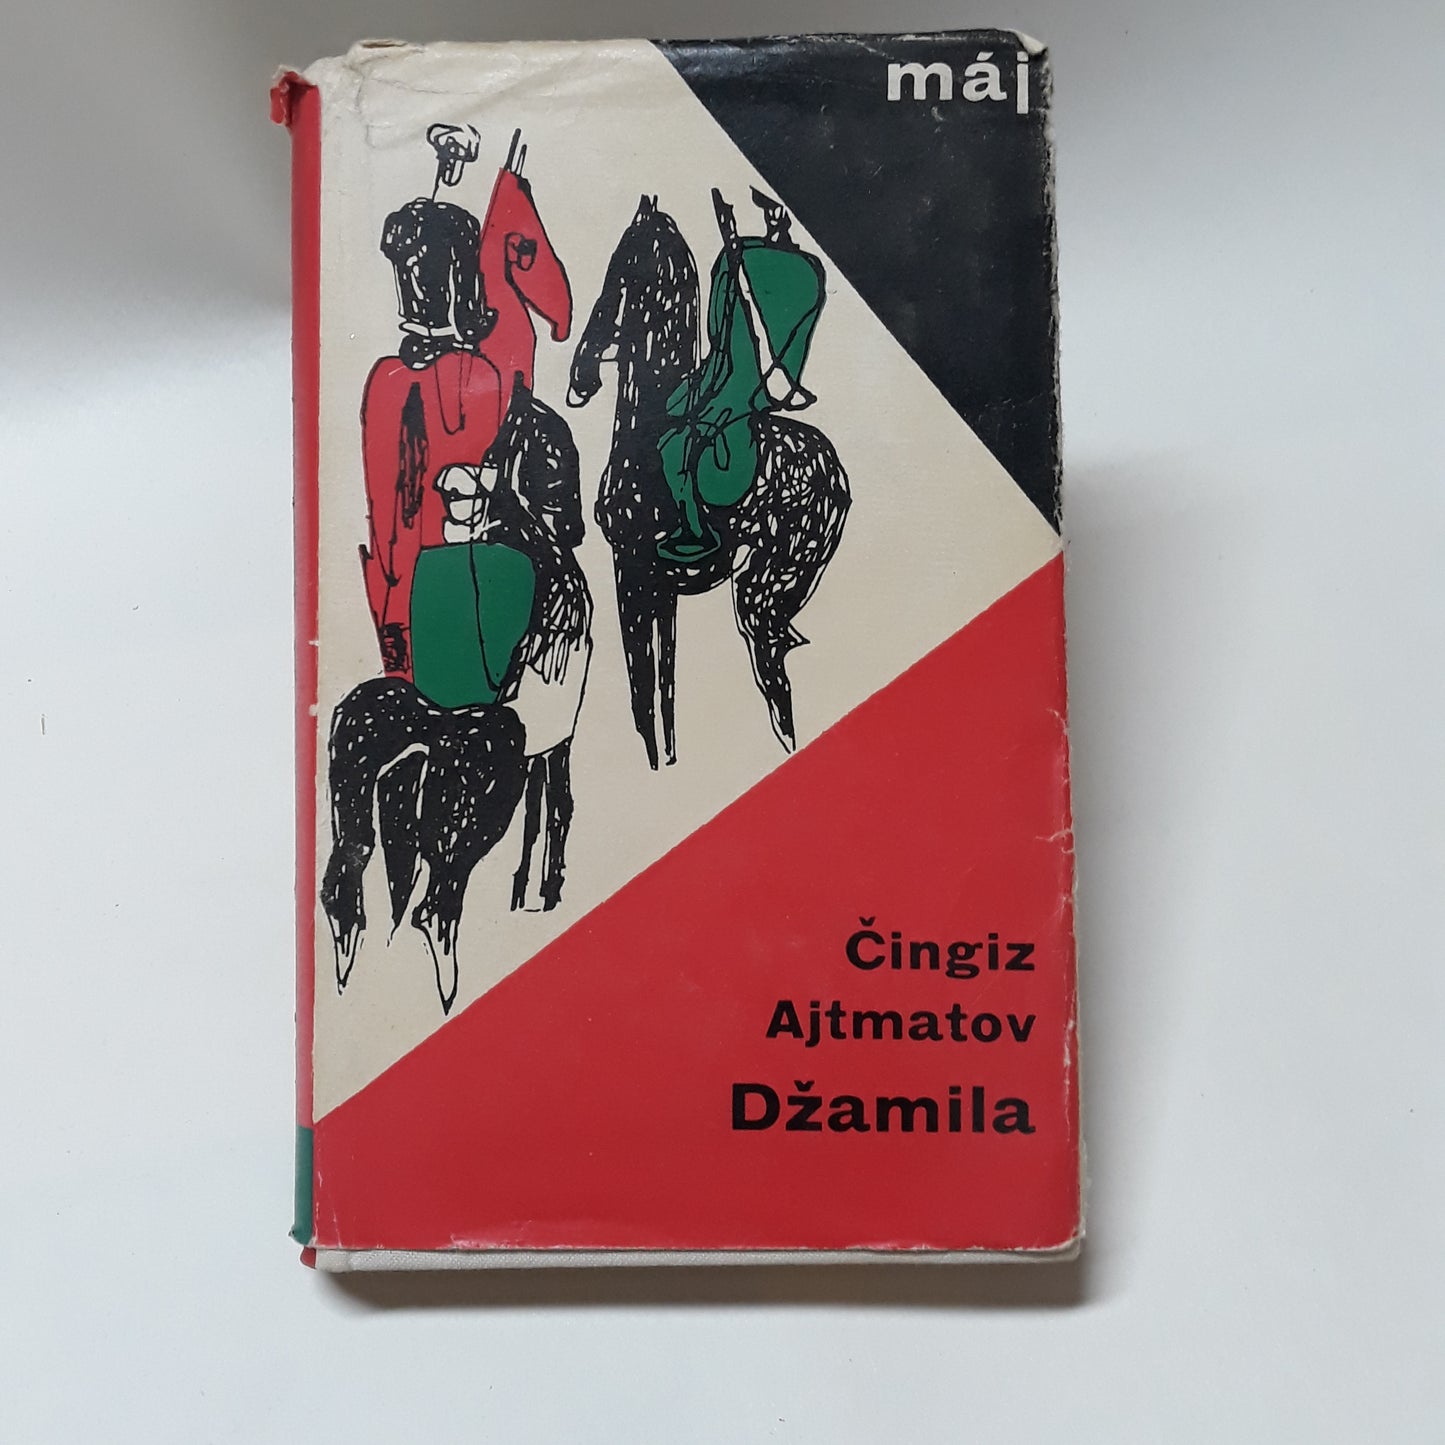 máj
Čingiz
Ajtmatov
Džamila